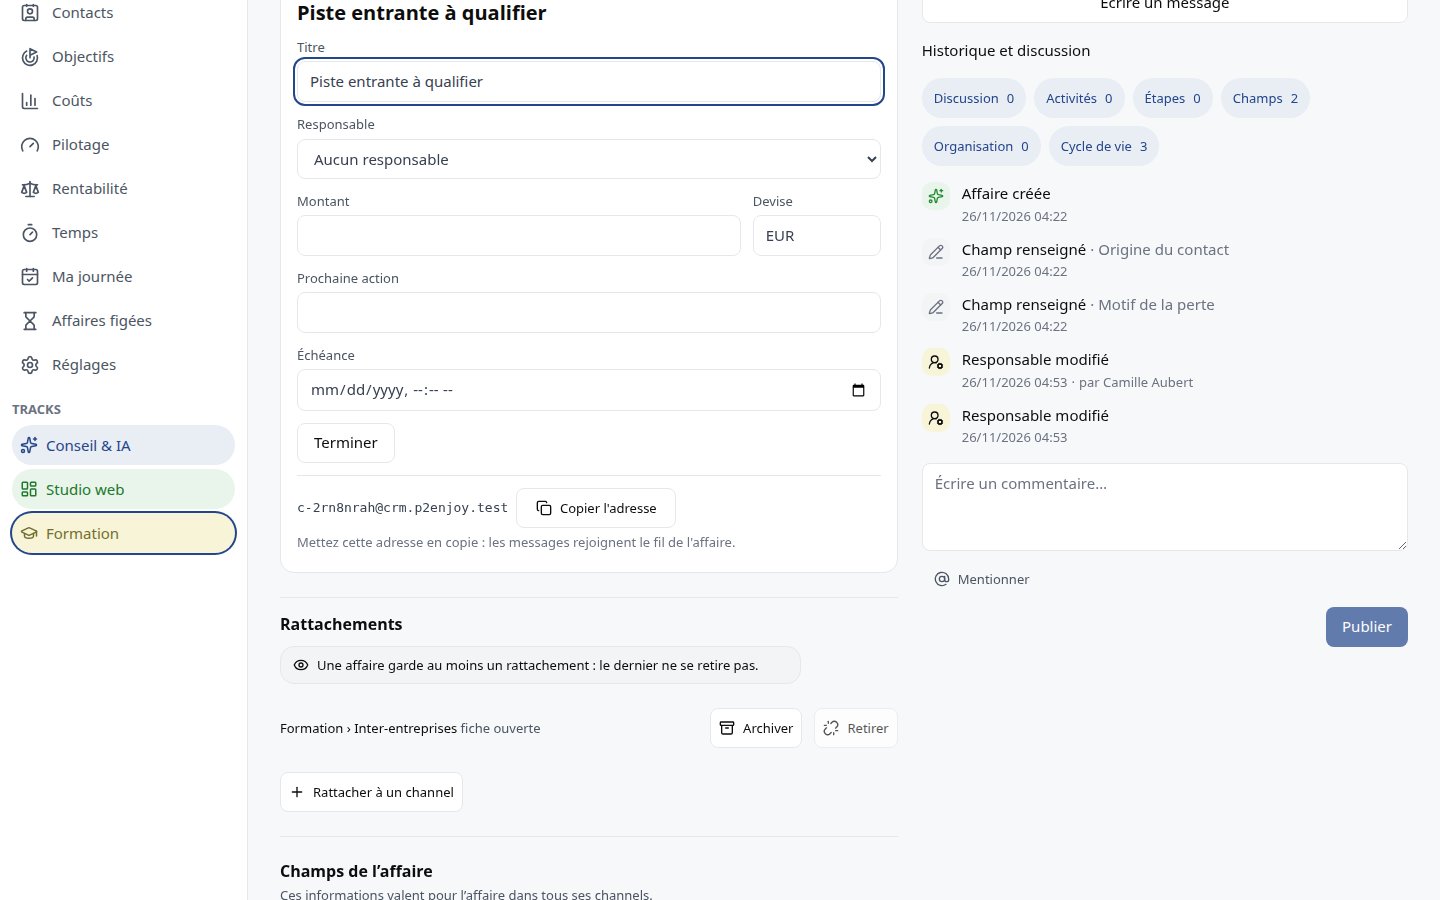 Contacts
Objectifs
Coûts
Pilotage
Rentabilité
Temps
Ma journée
Affaires figées
Réglages
TRACKS
Conseil & IA
Studio web
Formation
Piste entrante à qualifier
Titre
Piste entrante à qualifier
Responsable
Aucun responsable
Montant
Devise
EUR
Prochaine action
Échéance
mm/dd/yyyy, --:-- --
Terminer
c-2rn8nrah@crm.p2enjoy.test
Copier l'adresse
Mettez cette adresse en copie : les messages rejoignent le fil de l'affaire.
Rattachements
Une affaire garde au moins un rattachement : le dernier ne se retire pas.
Formation › Inter-entreprises fiche ouverte
Archiver
Retirer
Rattacher à un channel
Champs de l’affaire
Ces informations valent pour l’affaire dans tous ses channels.
Écrire un message
Historique et discussion
Discussion 0
Activités 0
Étapes 0
Champs 2
Organisation 0
Cycle de vie 3
Affaire créée
26/11/2026 04:22
Champ renseigné · Origine du contact
26/11/2026 04:22
Champ renseigné · Motif de la perte
26/11/2026 04:22
Responsable modifié
26/11/2026 04:53 · par Camille Aubert
Responsable modifié
26/11/2026 04:53
Écrire un commentaire...
Mentionner
Publier